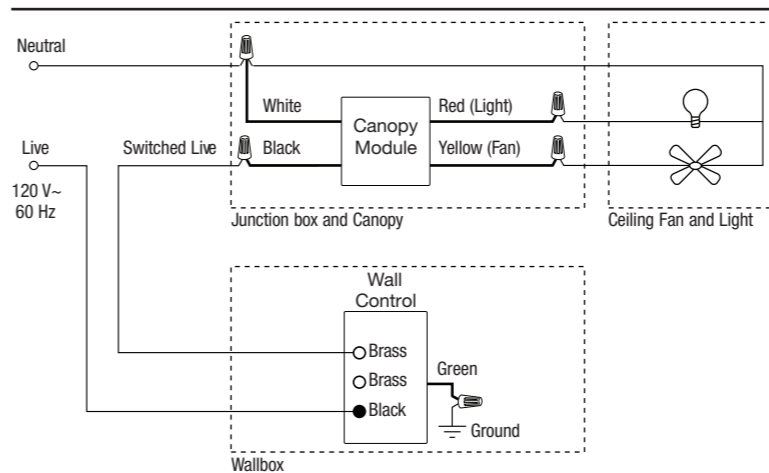 Neutral
White
Red (Light)
Canopy
Module
Live
Switched Live
Black
Yellow (Fan)
120 V~
60 Hz
Junction box and Canopy
Ceiling Fan and Light
Wall
Control
Brass
Brass
Black
Green
Ground
Wallbox